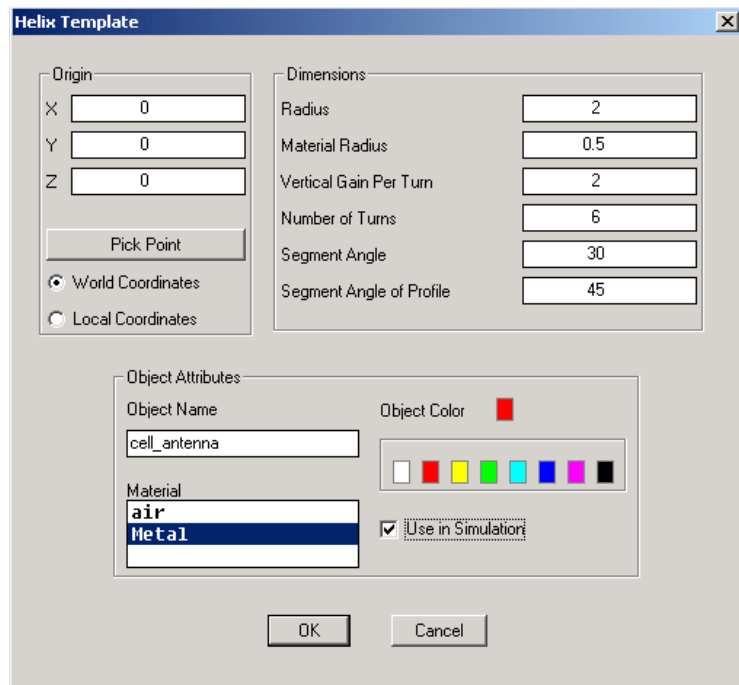 Helix Template
Origin
X 0
Y 0
Z 0
Pick Point
World Coordinates
Local Coordinates
Dimensions
Radius 2
Material Radius 0.5
Vertical Gain Per Turn 2
Number of Turns 6
Segment Angle 30
Segment Angle of Profile 45
Object Attributes
Object Name
cell_antenna
Material
air
Metal
Object Color
Use in Simulation
OK
Cancel